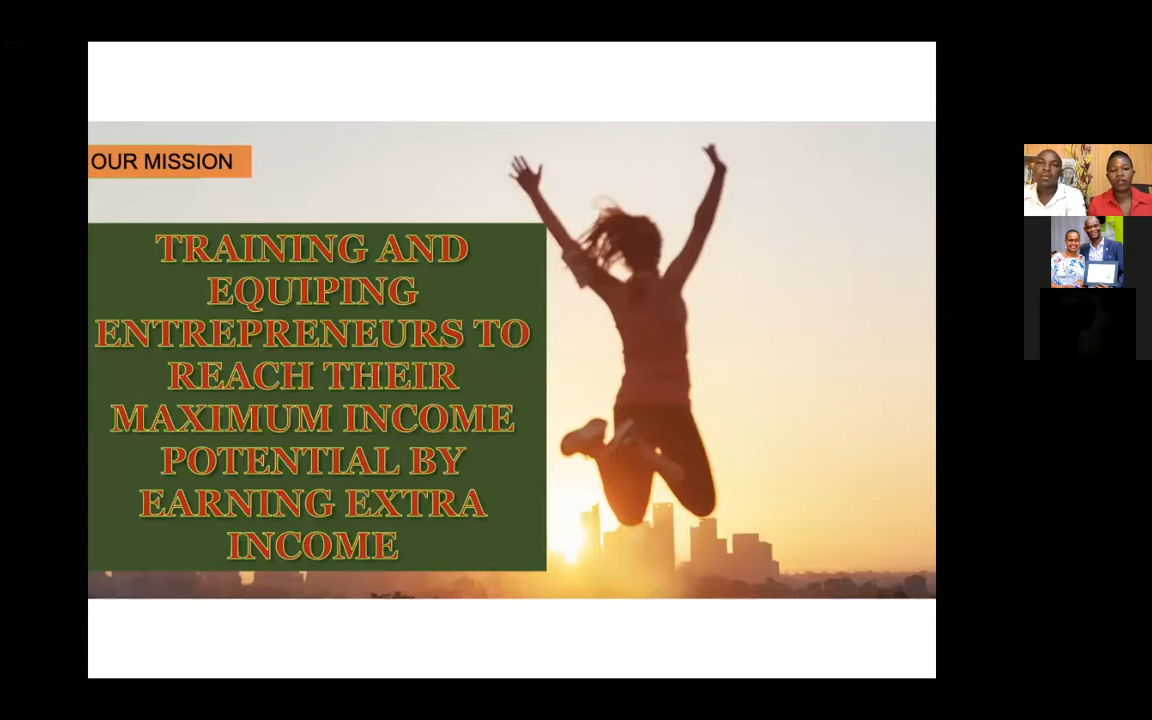 OUR MISSION
TRAINING AND
EQUIPING
ENTREPRENEURS TO
REACH THEIR
MAXIMUM INCOME
POTENTIAL BY
EARNING EXTRA
INCOME